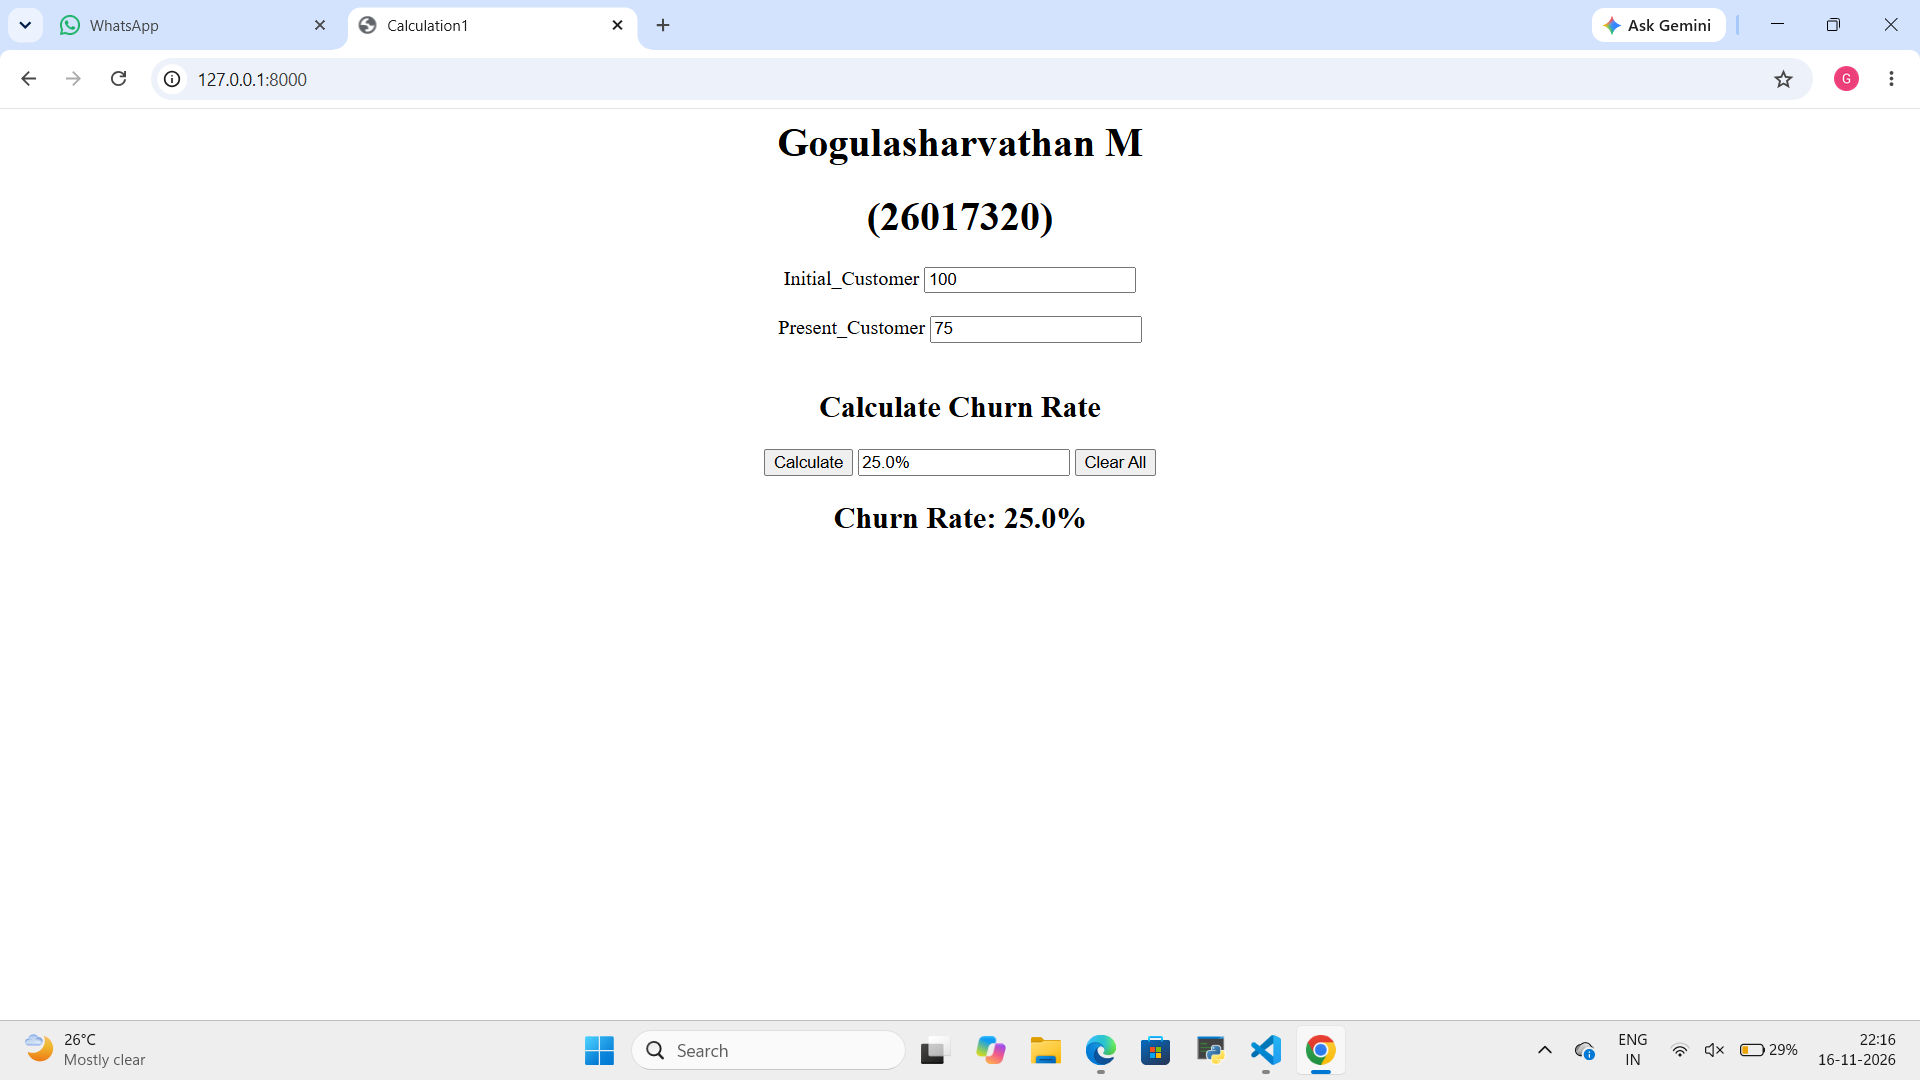 WhatsApp
Calculation1
Ask Gemini
127.0.0.1:8000
G
Gogulasharvathan M
(26017320)
Initial_Customer 100
Present_Customer 75
Calculate Churn Rate
Calculate 25.0% Clear All
Churn Rate: 25.0%
26°C
Mostly clear
Search
ENG
IN
29%
22:16
16-11-2026